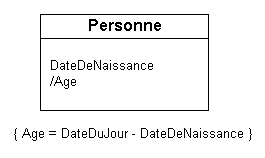 Personne
DateDeNaissance
/Age
{ Age = DateDuJour - DateDeNaissance }